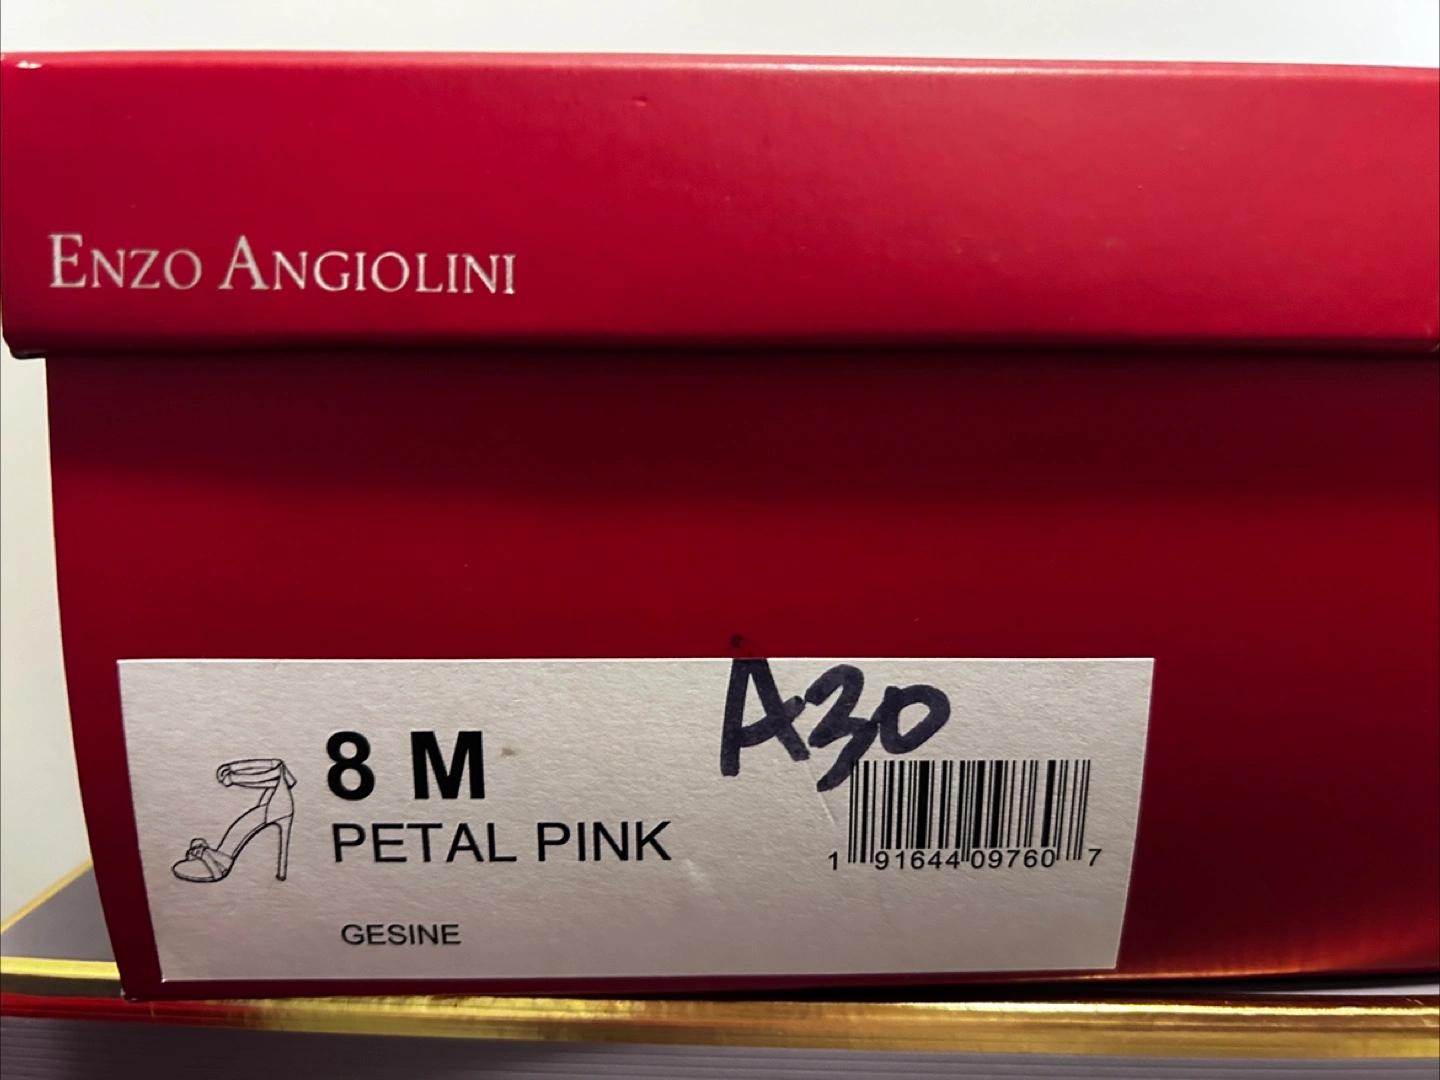 ENZO ANGIOLINI
A30
8 M
PETAL PINK
1 91644 09760 7
GESINE